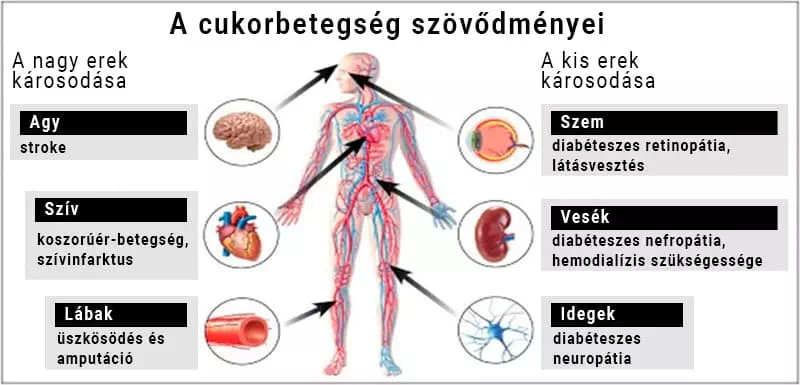 A cukorbetegség szövődményei
A nagy erek
károsodása
Agy
stroke
Szív
koszorúér-betegség,
szívinfarktus
Lábak
üszkösödés és
amputáció
A kis erek
károsodása
Szem
diabéteszes retinopátia,
látásvesztés
Vesék
diabéteszes nefropátia,
hemodialízis szükségessége
Idegek
diabéteszes
neuropátia